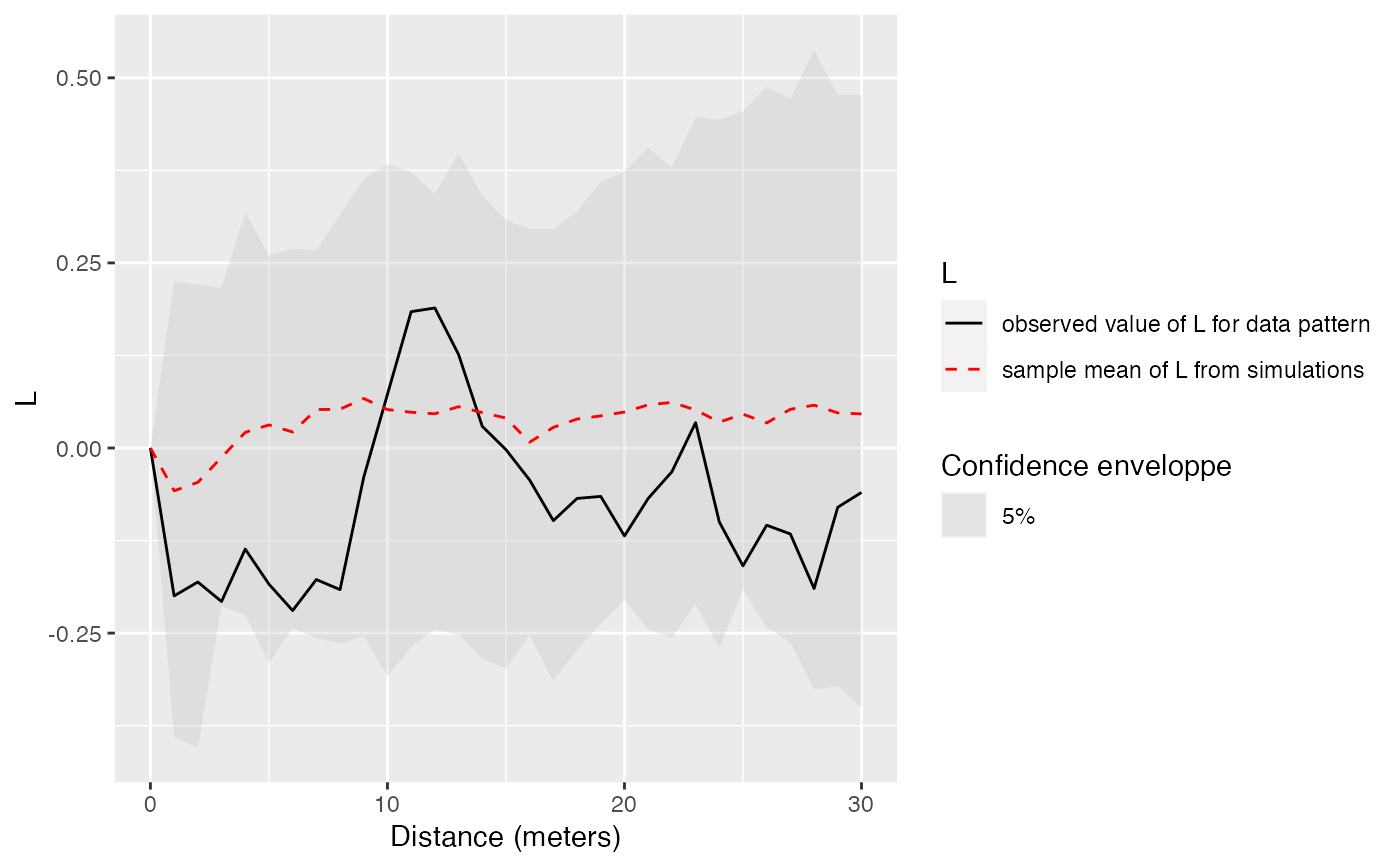 0.50
0.25
0.00
-0.25
L
0
10
20
30
Distance (meters)
L
observed value of L for data pattern
sample mean of L from simulations
Confidence enveloppe
5%